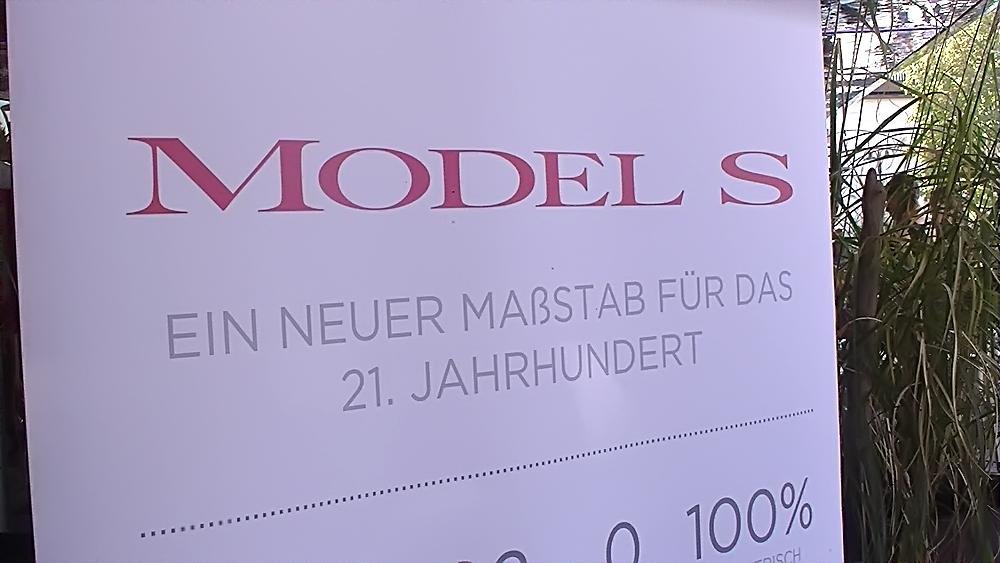 MODEL S
EIN NEUER MAßSTAB FÜR DAS
21. JAHRHUNDERT
0 100%